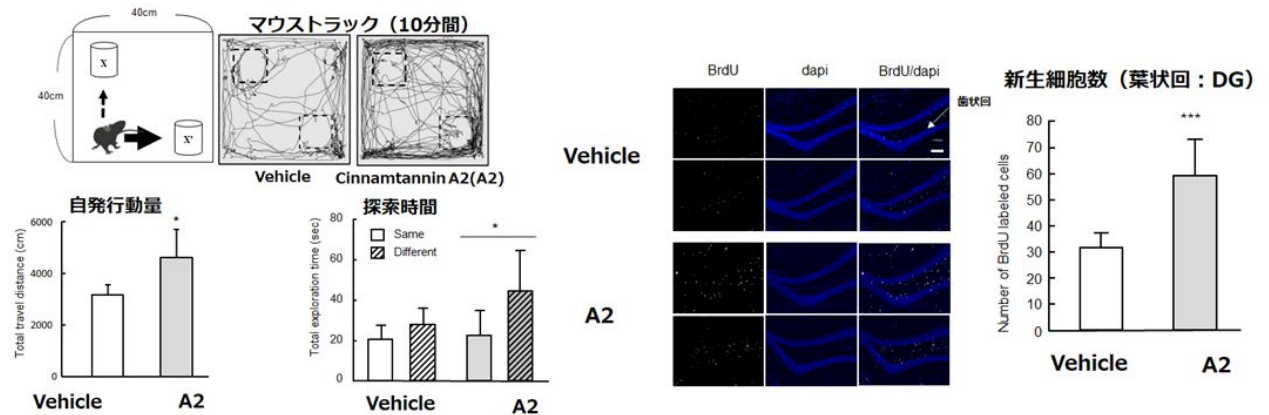 40cm
40cm
X
X'
マウストラック（10分間）
Vehicle
Cinnamtannin A2(A2)
自発行動量
Total travel distance (cm)
6000
4000
2000
0
*
Vehicle
A2
探索時間
Total exploration time (sec)
80
60
40
20
0
Same
Different
*
Vehicle
A2
BrdU
dapi
BrdU/dapi
歯状回
Vehicle
A2
新生細胞数（葉状回：DG）
Number of BrdU labeled cells
80
70
60
50
40
30
20
10
0
***
Vehicle
A2